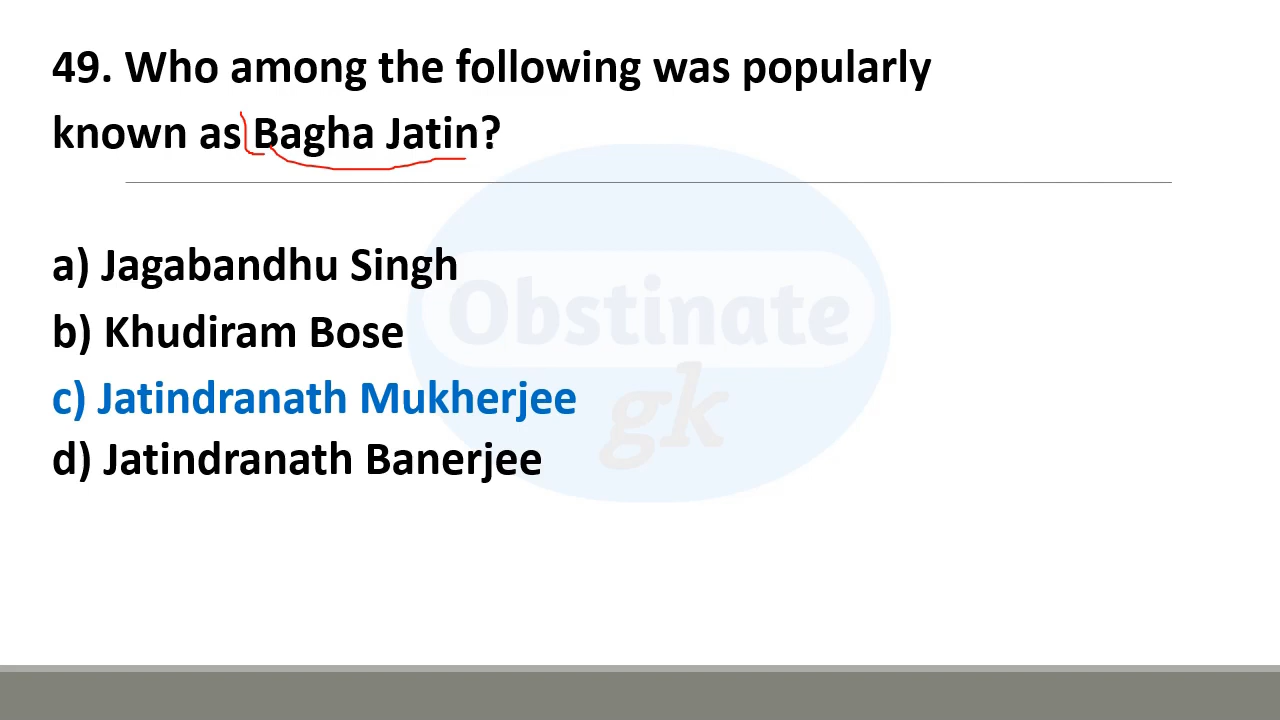 49. Who among the following was popularly
known as Bagha Jatin?
a) Jagabandhu Singh
b) Khudiram Bose
c) Jatindranath Mukherjee
d) Jatindranath Banerjee
Obstinate
gk